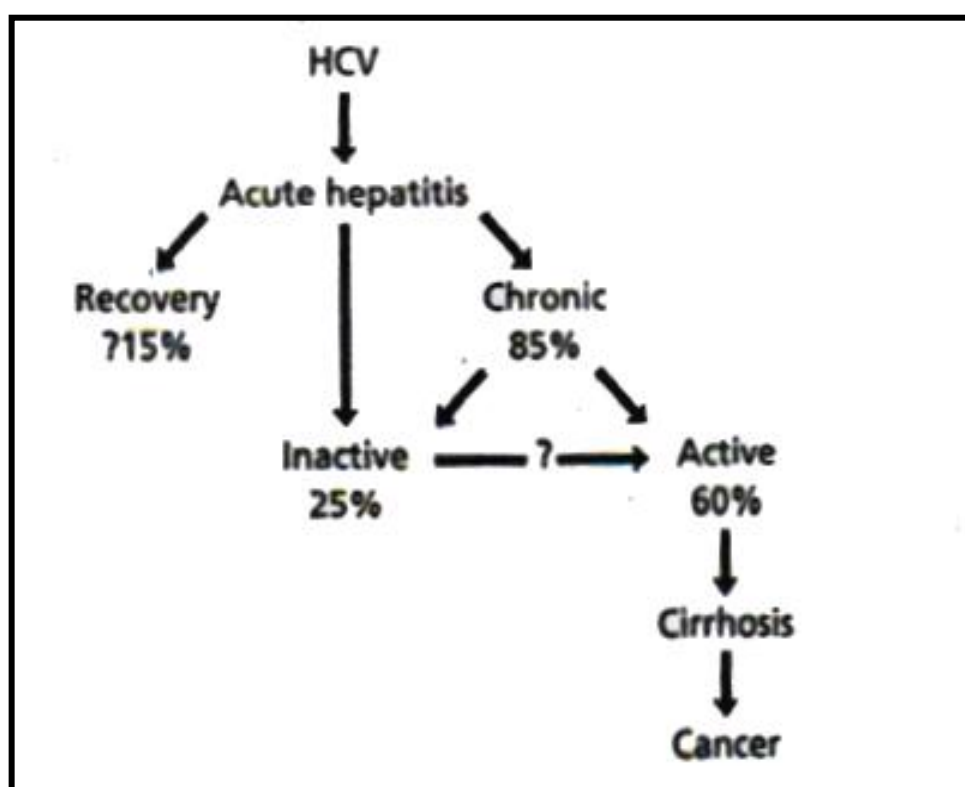 HCV
Acute hepatitis
Recovery
?15%
Chronic
85%
Inactive
25%
?
Active
60%
Cirrhosis
Cancer